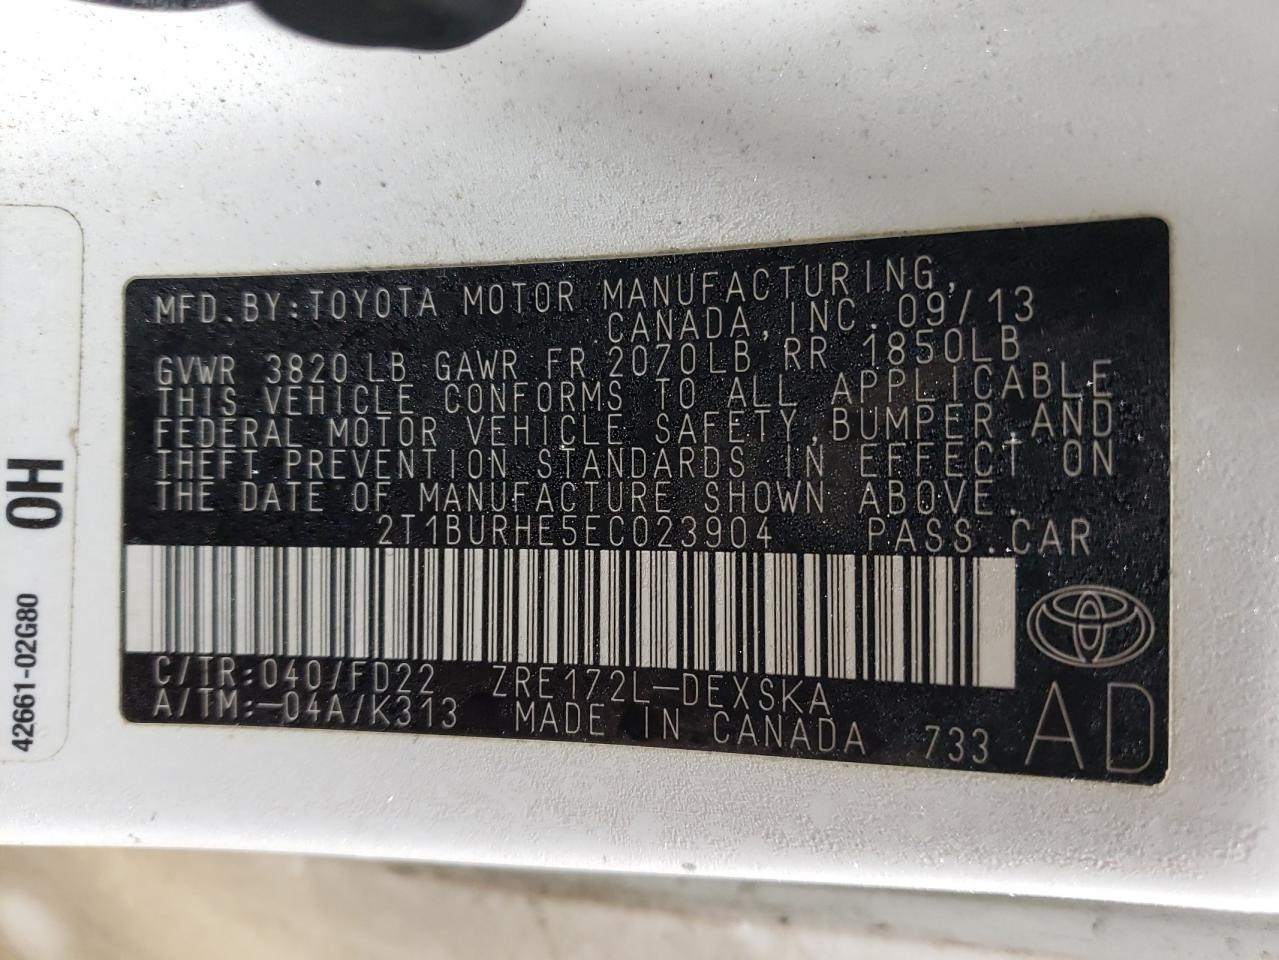 MFD.BY:TOYOTA MOTOR MANUFACTURING,
CANADA,INC. 09/13
GVWR 3820 LB GAWR FR 2070LB RR 1850LB
THIS VEHICLE CONFORMS TO ALL APPLICABLE
FEDERAL MOTOR VEHICLE SAFETY,BUMPER,AND
THEFT PREVENTION STANDARDS IN EFFECT ON
THE DATE OF MANUFACTURE SHOWN ABOVE.
2T1BURHE5EC023904 PASS.CAR
C/TR:040/FD22 ZRE172L-DEXSKA
A/TM:-04A/K313 MADE IN CANADA 733
AD
42661-02G80 0H